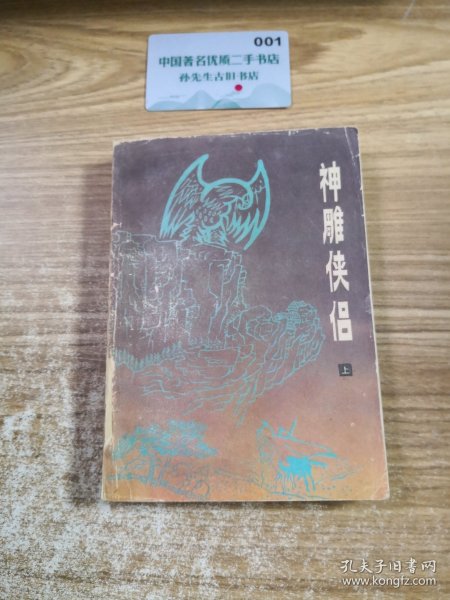 001
中国著名优质二手书店
孙先生古旧书店
神雕侠侣
上
孔夫子旧书网
www.kongfz.com